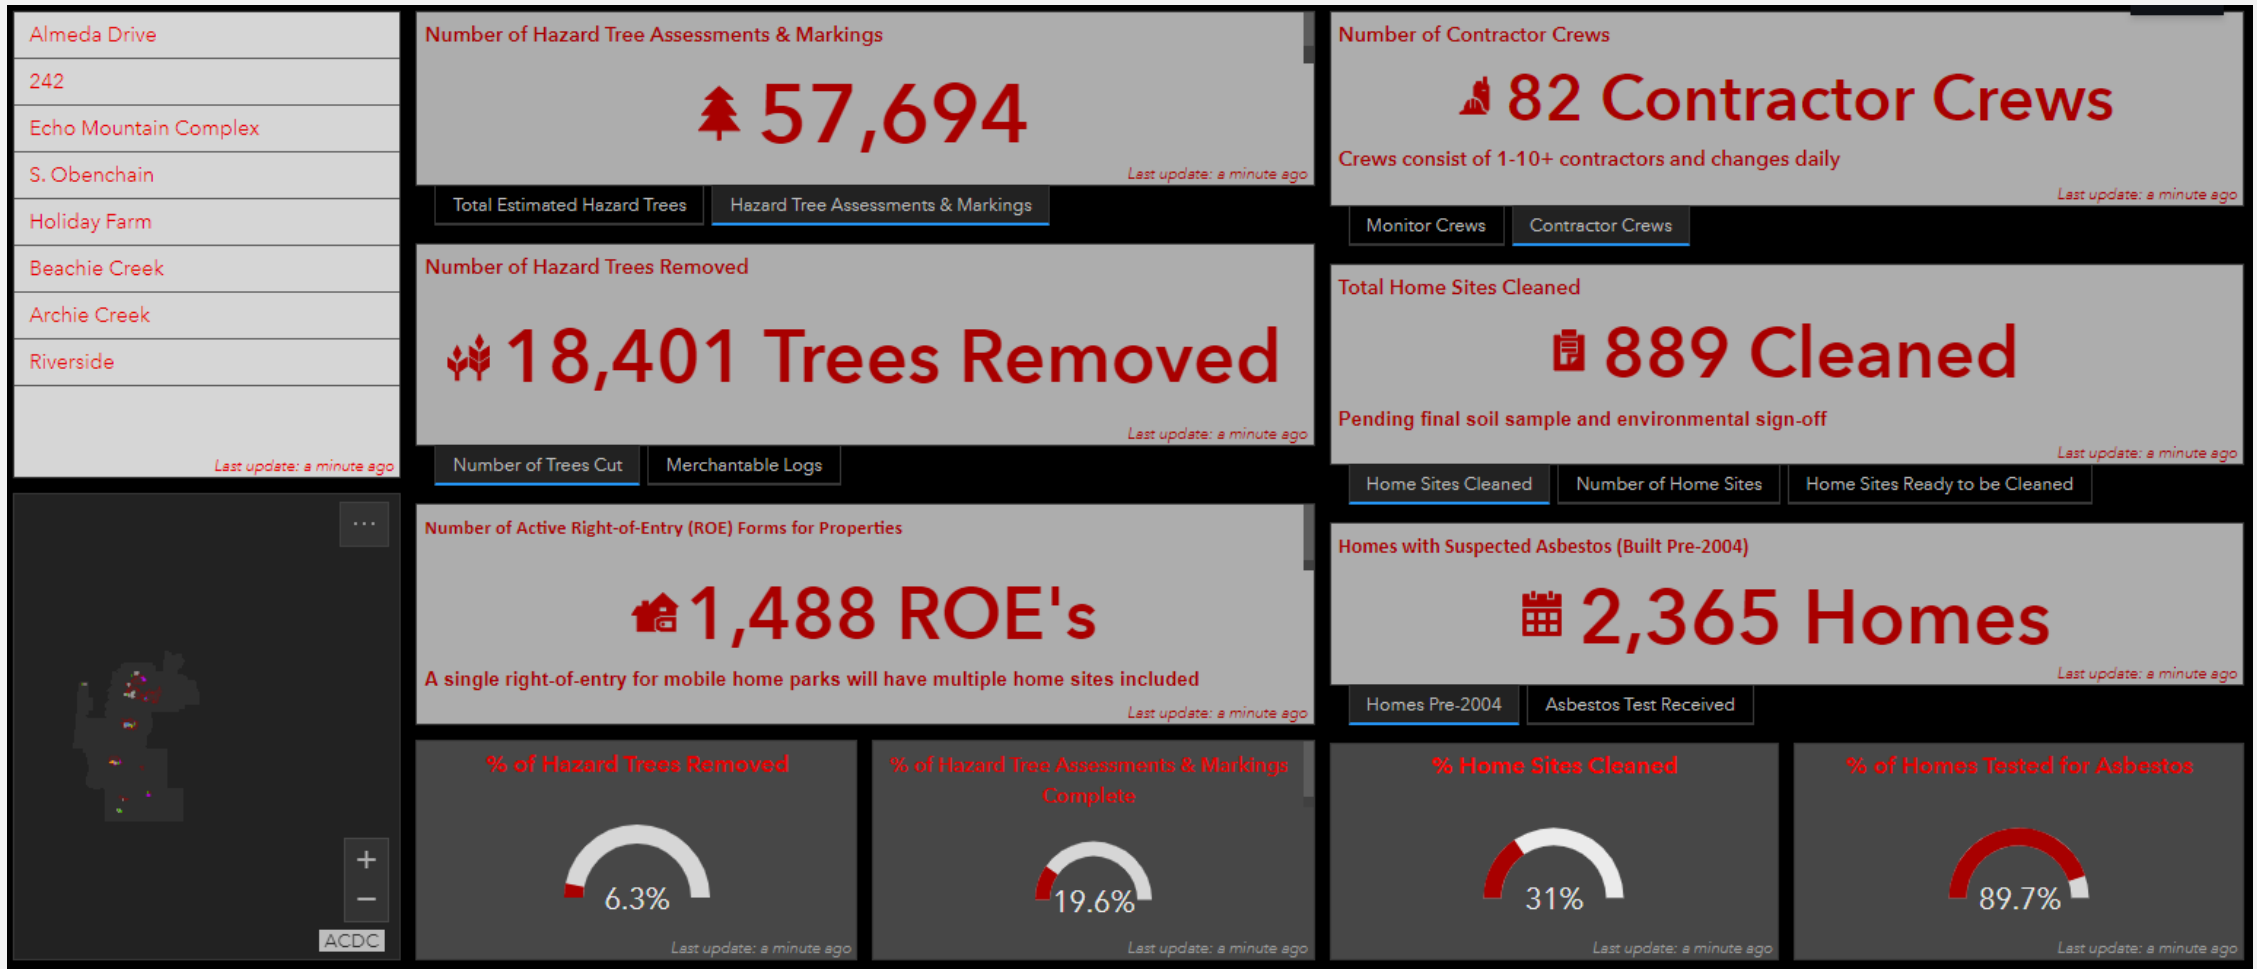 Almeda Drive
242
Echo Mountain Complex
S. Obenchain
Holiday Farm
Beachie Creek
Archie Creek
Riverside
Last update: a minute ago
...
+
−
ACDC
Number of Hazard Tree Assessments & Markings
57,694
Last update: a minute ago
Total Estimated Hazard Trees
Hazard Tree Assessments & Markings
Number of Hazard Trees Removed
18,401 Trees Removed
Last update: a minute ago
Number of Trees Cut
Merchantable Logs
Number of Active Right-of-Entry (ROE) Forms for Properties
1,488 ROE's
A single right-of-entry for mobile home parks will have multiple home sites included
Last update: a minute ago
% of Hazard Trees Removed
6.3%
Last update: a minute ago
% of Hazard Tree Assessments & Markings
Complete
19.6%
Last update: a minute ago
Number of Contractor Crews
82 Contractor Crews
Crews consist of 1-10+ contractors and changes daily
Last update: a minute ago
Monitor Crews
Contractor Crews
Total Home Sites Cleaned
889 Cleaned
Pending final soil sample and environmental sign-off
Last update: a minute ago
Home Sites Cleaned
Number of Home Sites
Home Sites Ready to be Cleaned
Homes with Suspected Asbestos (Built Pre-2004)
2,365 Homes
Last update: a minute ago
Homes Pre-2004
Asbestos Test Received
% Home Sites Cleaned
31%
Last update: a minute ago
% of Homes Tested for Asbestos
89.7%
Last update: a minute ago